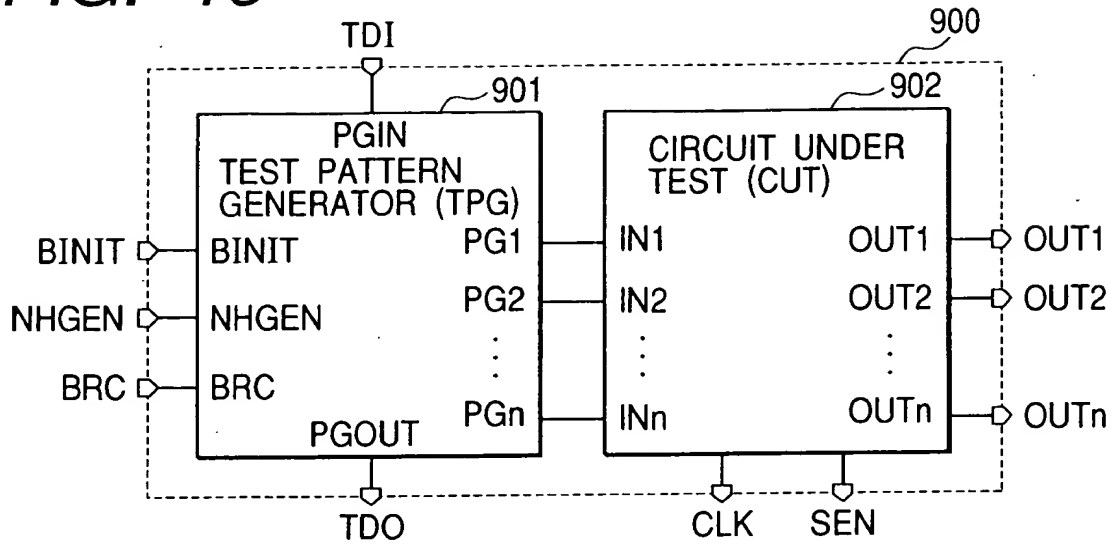 TDI
900
901
902
PGIN
TEST PATTERN
GENERATOR (TPG)
CIRCUIT UNDER
TEST (CUT)
BINIT BINIT PG1 IN1 OUT1 OUT1
NHGEN NHGEN PG2 IN2 OUT2 OUT2
BRC BRC PGn INn OUTn OUTn
PGOUT
TDO CLK SEN